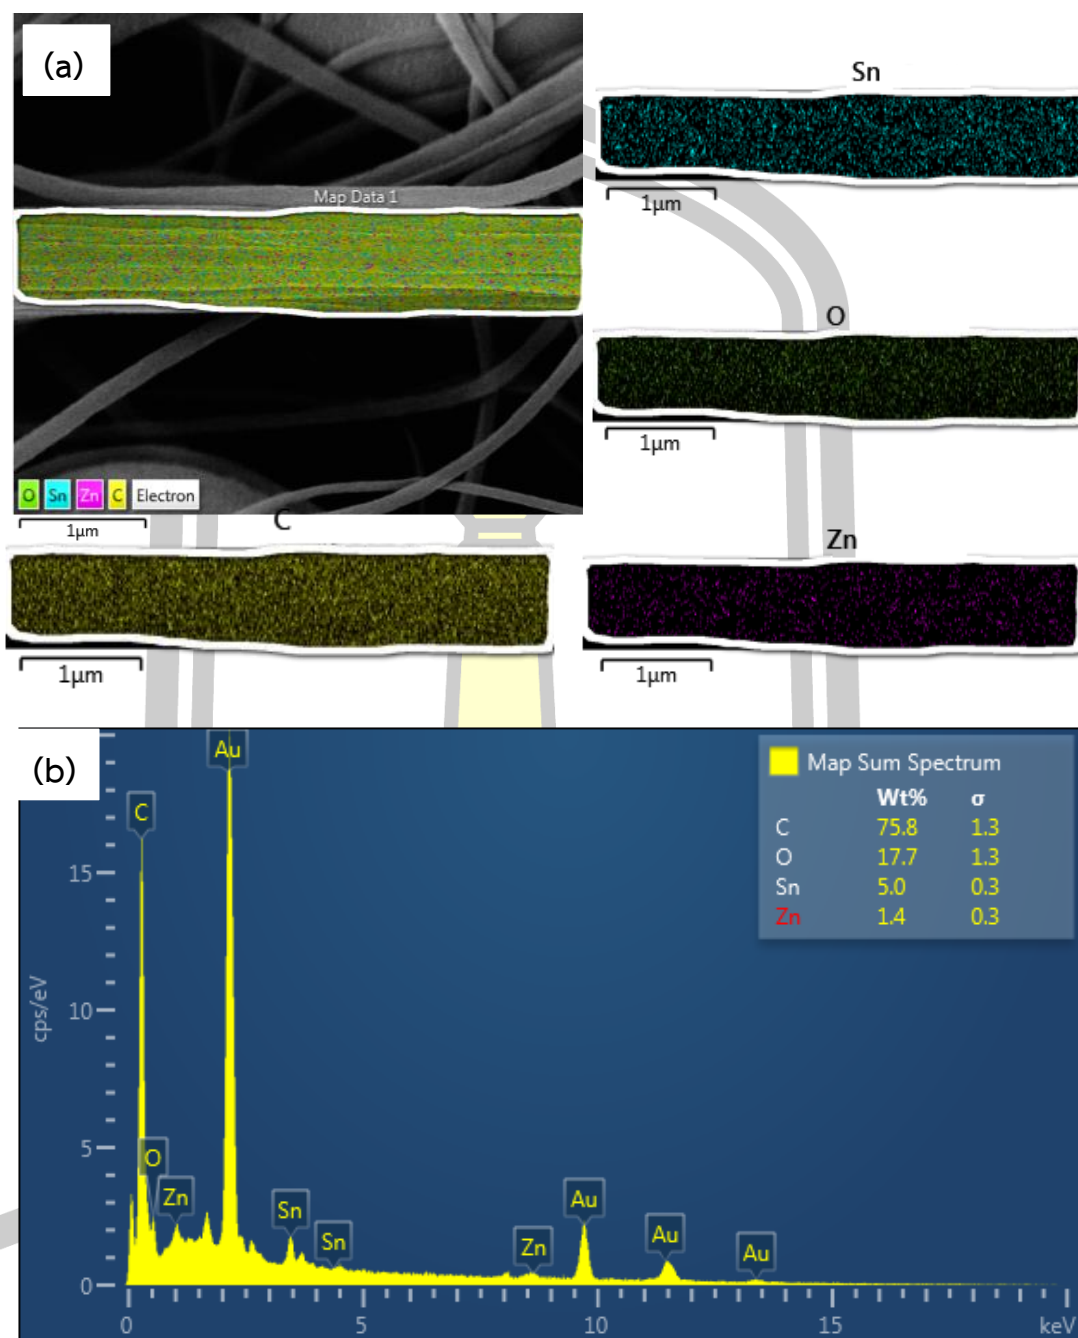 (a)
Map Data 1
O Sn Zn C Electron
1μm
Sn
1μm
O
1μm
C
1μm
Zn
1μm
(b)
Map Sum Spectrum
Wt% σ
C 75.8 1.3
O 17.7 1.3
Sn 5.0 0.3
Zn 1.4 0.3
Au
C
O
Zn
Sn
Sn
Zn
Au
Au
Au
cps/eV
15
10
5
0
0 5 10 15 keV